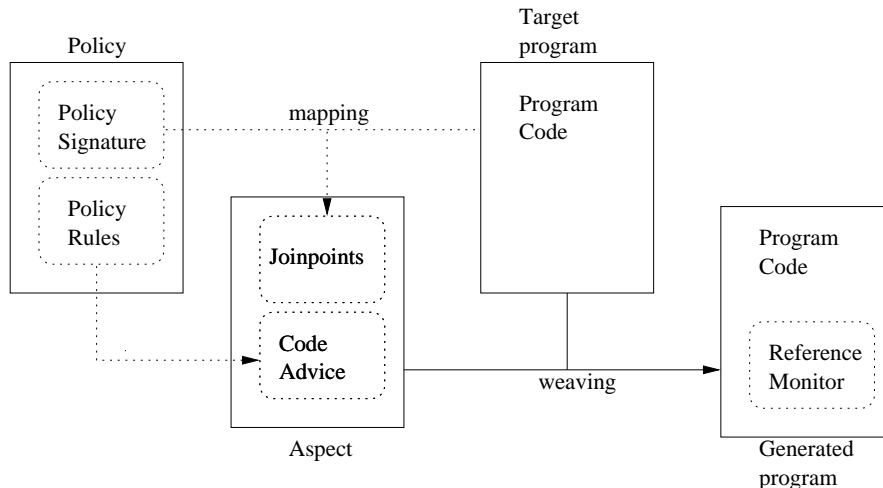 Policy
Policy
Signature
Policy
Rules
mapping
Target
program
Program
Code
Joinpoints
Code
Advice
Aspect
weaving
Program
Code
Reference
Monitor
Generated
program